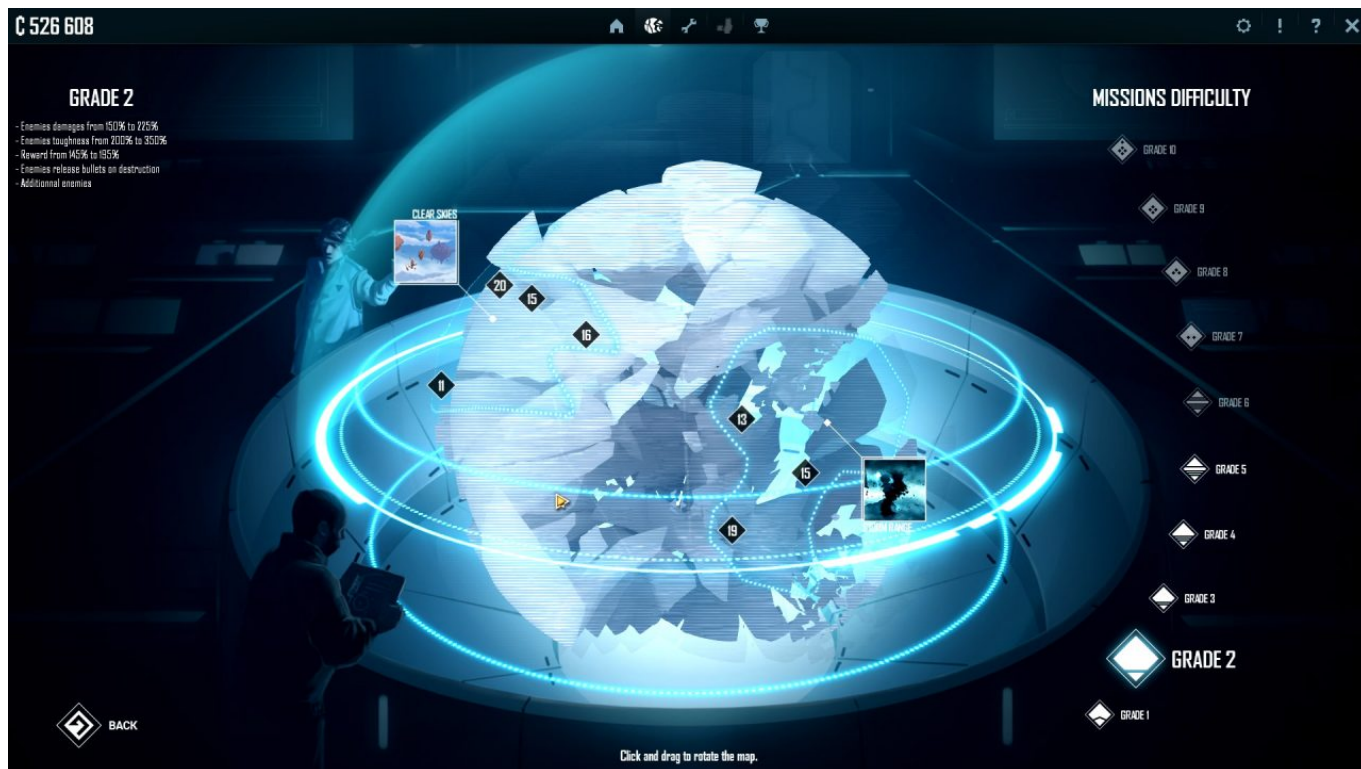 ₵ 526 608
! ?
GRADE 2
- Enemies damages from 150% to 225%
- Enemies toughness from 200% to 350%
- Reward from 145% to 195%
- Enemies release bullets on destruction
- Additionnal enemies
MISSIONS DIFFICULTY
GRADE 10
GRADE 9
GRADE 8
GRADE 7
GRADE 6
GRADE 5
GRADE 4
GRADE 3
GRADE 2
GRADE 1
CLEAR SKIES
20
15
16
11
13
15
19
RANGE
BACK
Click and drag to rotate the map.